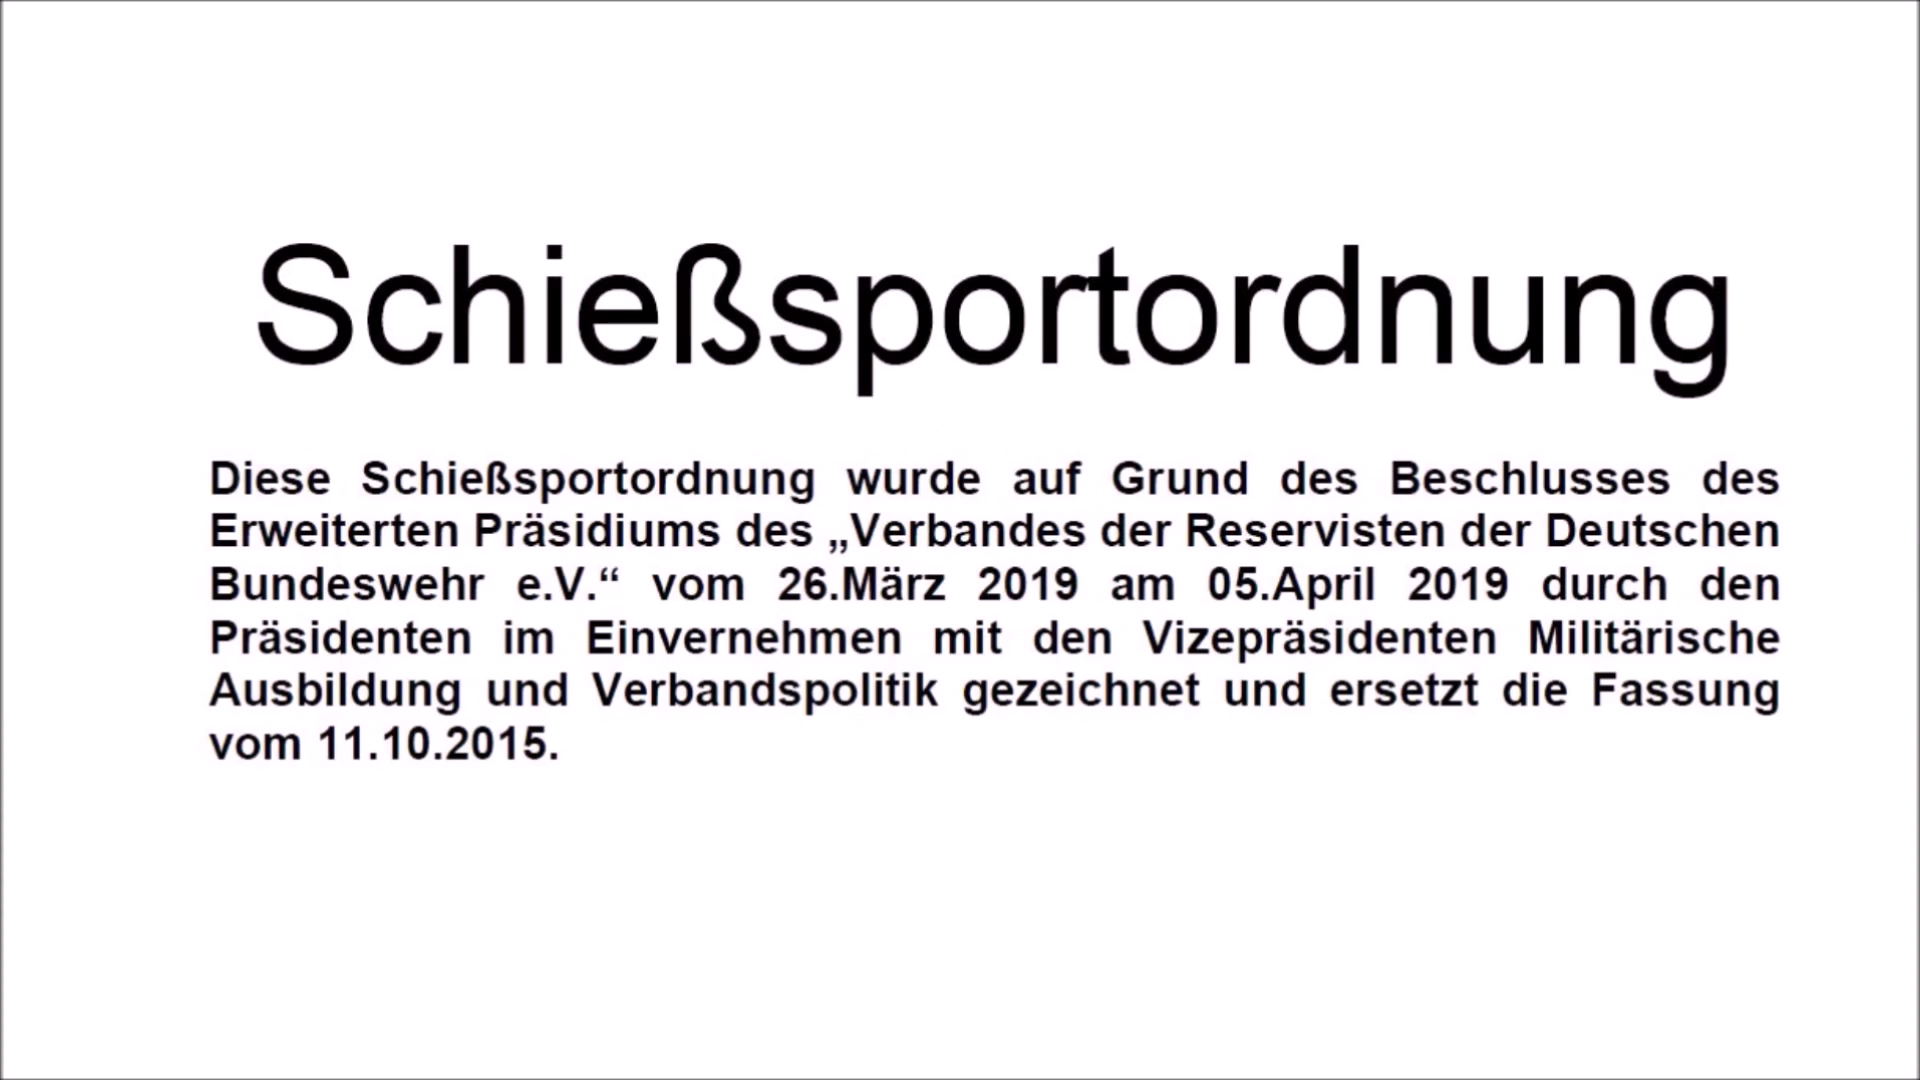 Schießsportordnung
Diese Schießsportordnung wurde auf Grund des Beschlusses des
Erweiterten Präsidiums des „Verbandes der Reservisten der Deutschen
Bundeswehr e.V.“ vom 26.März 2019 am 05.April 2019 durch den
Präsidenten im Einvernehmen mit den Vizepräsidenten Militärische
Ausbildung und Verbandspolitik gezeichnet und ersetzt die Fassung
vom 11.10.2015.